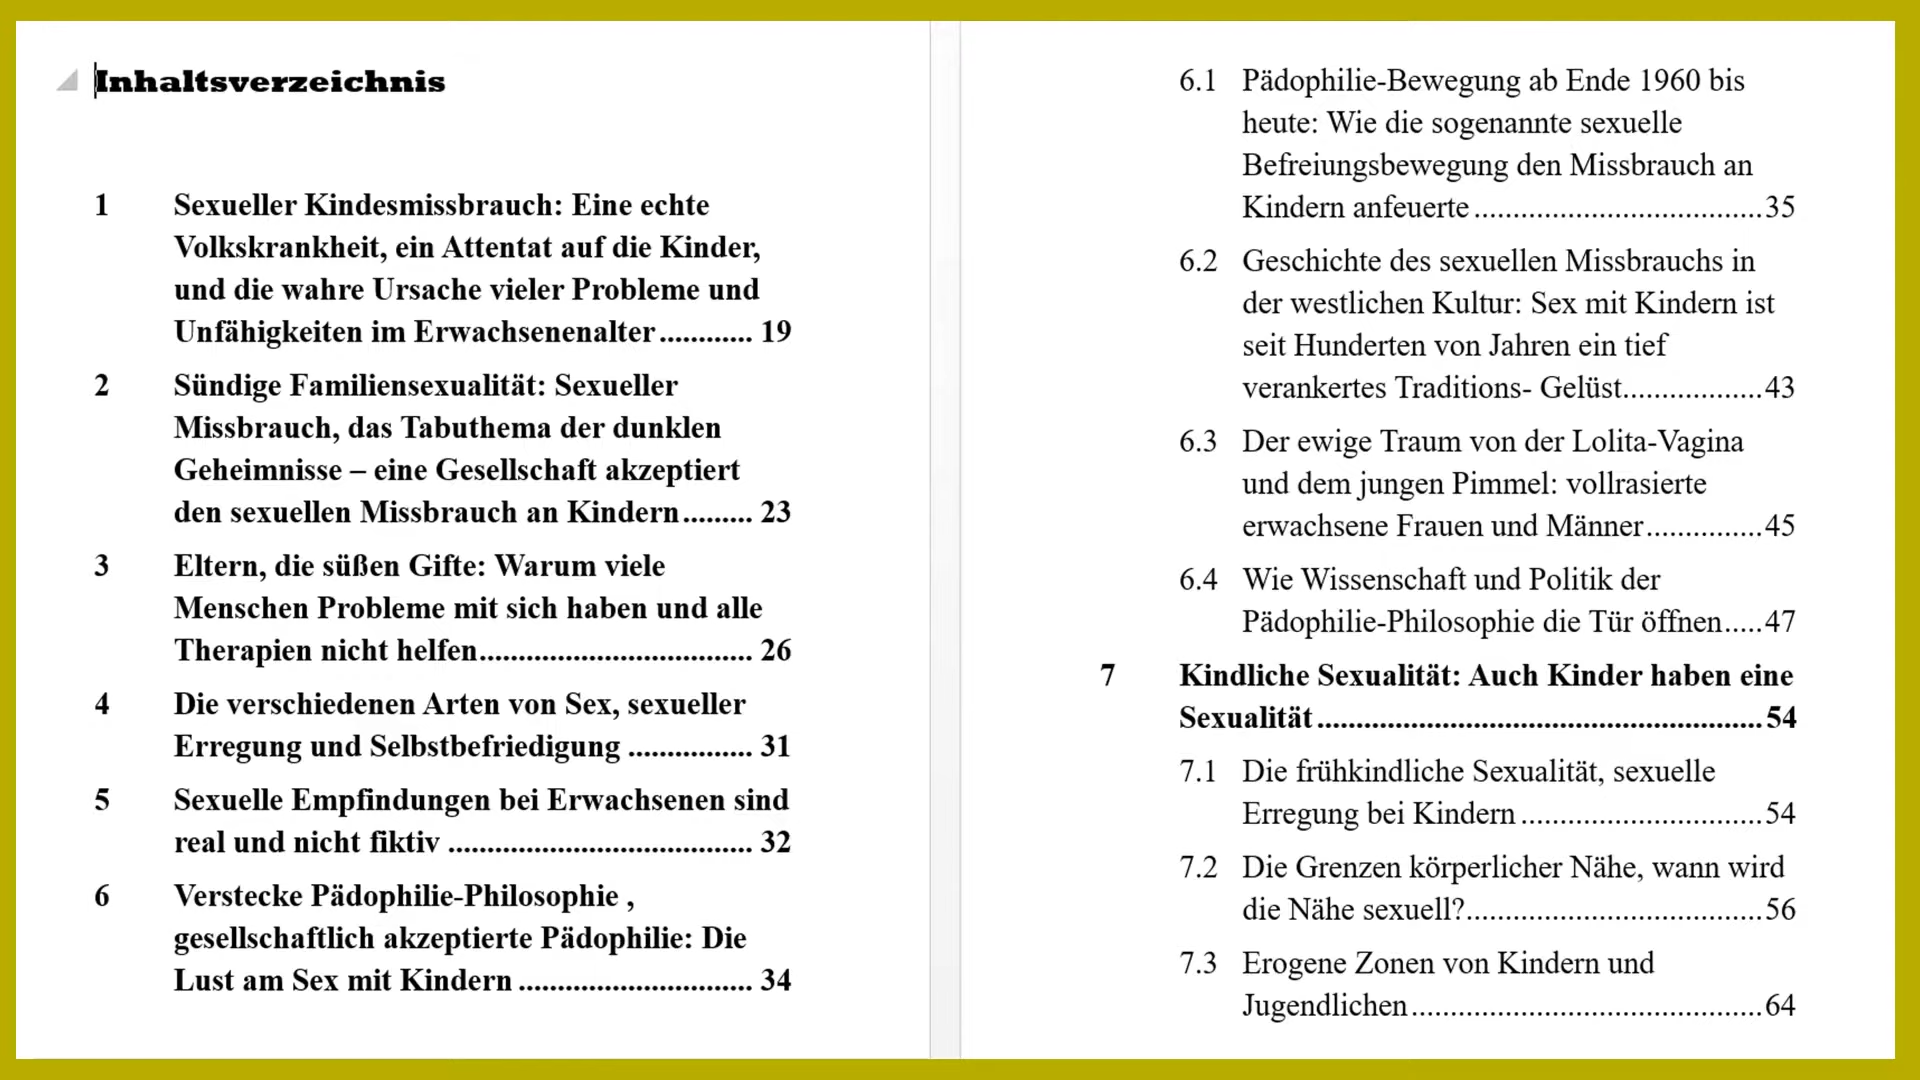 Inhaltsverzeichnis
1 Sexueller Kindesmissbrauch: Eine echte
Volkskrankheit, ein Attentat auf die Kinder,
und die wahre Ursache vieler Probleme und
Unfähigkeiten im Erwachsenenalter............ 19
2 Sündige Familiensexualität: Sexueller
Missbrauch, das Tabuthema der dunklen
Geheimnisse – eine Gesellschaft akzeptiert
den sexuellen Missbrauch an Kindern......... 23
3 Eltern, die süßen Gifte: Warum viele
Menschen Probleme mit sich haben und alle
Therapien nicht helfen................................... 26
4 Die verschiedenen Arten von Sex, sexueller
Erregung und Selbstbefriedigung ................ 31
5 Sexuelle Empfindungen bei Erwachsenen sind
real und nicht fiktiv ....................................... 32
6 Verstecke Pädophilie-Philosophie ,
gesellschaftlich akzeptierte Pädophilie: Die
Lust am Sex mit Kindern .............................. 34
6.1 Pädophilie-Bewegung ab Ende 1960 bis
heute: Wie die sogenannte sexuelle
Befreiungsbewegung den Missbrauch an
Kindern anfeuerte.....................................35
6.2 Geschichte des sexuellen Missbrauchs in
der westlichen Kultur: Sex mit Kindern ist
seit Hunderten von Jahren ein tief
verankertes Traditions- Gelüst..................43
6.3 Der ewige Traum von der Lolita-Vagina
und dem jungen Pimmel: vollrasierte
erwachsene Frauen und Männer...............45
6.4 Wie Wissenschaft und Politik der
Pädophilie-Philosophie die Tür öffnen.....47
7 Kindliche Sexualität: Auch Kinder haben eine
Sexualität.........................................................54
7.1 Die frühkindliche Sexualität, sexuelle
Erregung bei Kindern ...............................54
7.2 Die Grenzen körperlicher Nähe, wann wird
die Nähe sexuell?......................................56
7.3 Erogene Zonen von Kindern und
Jugendlichen.............................................64